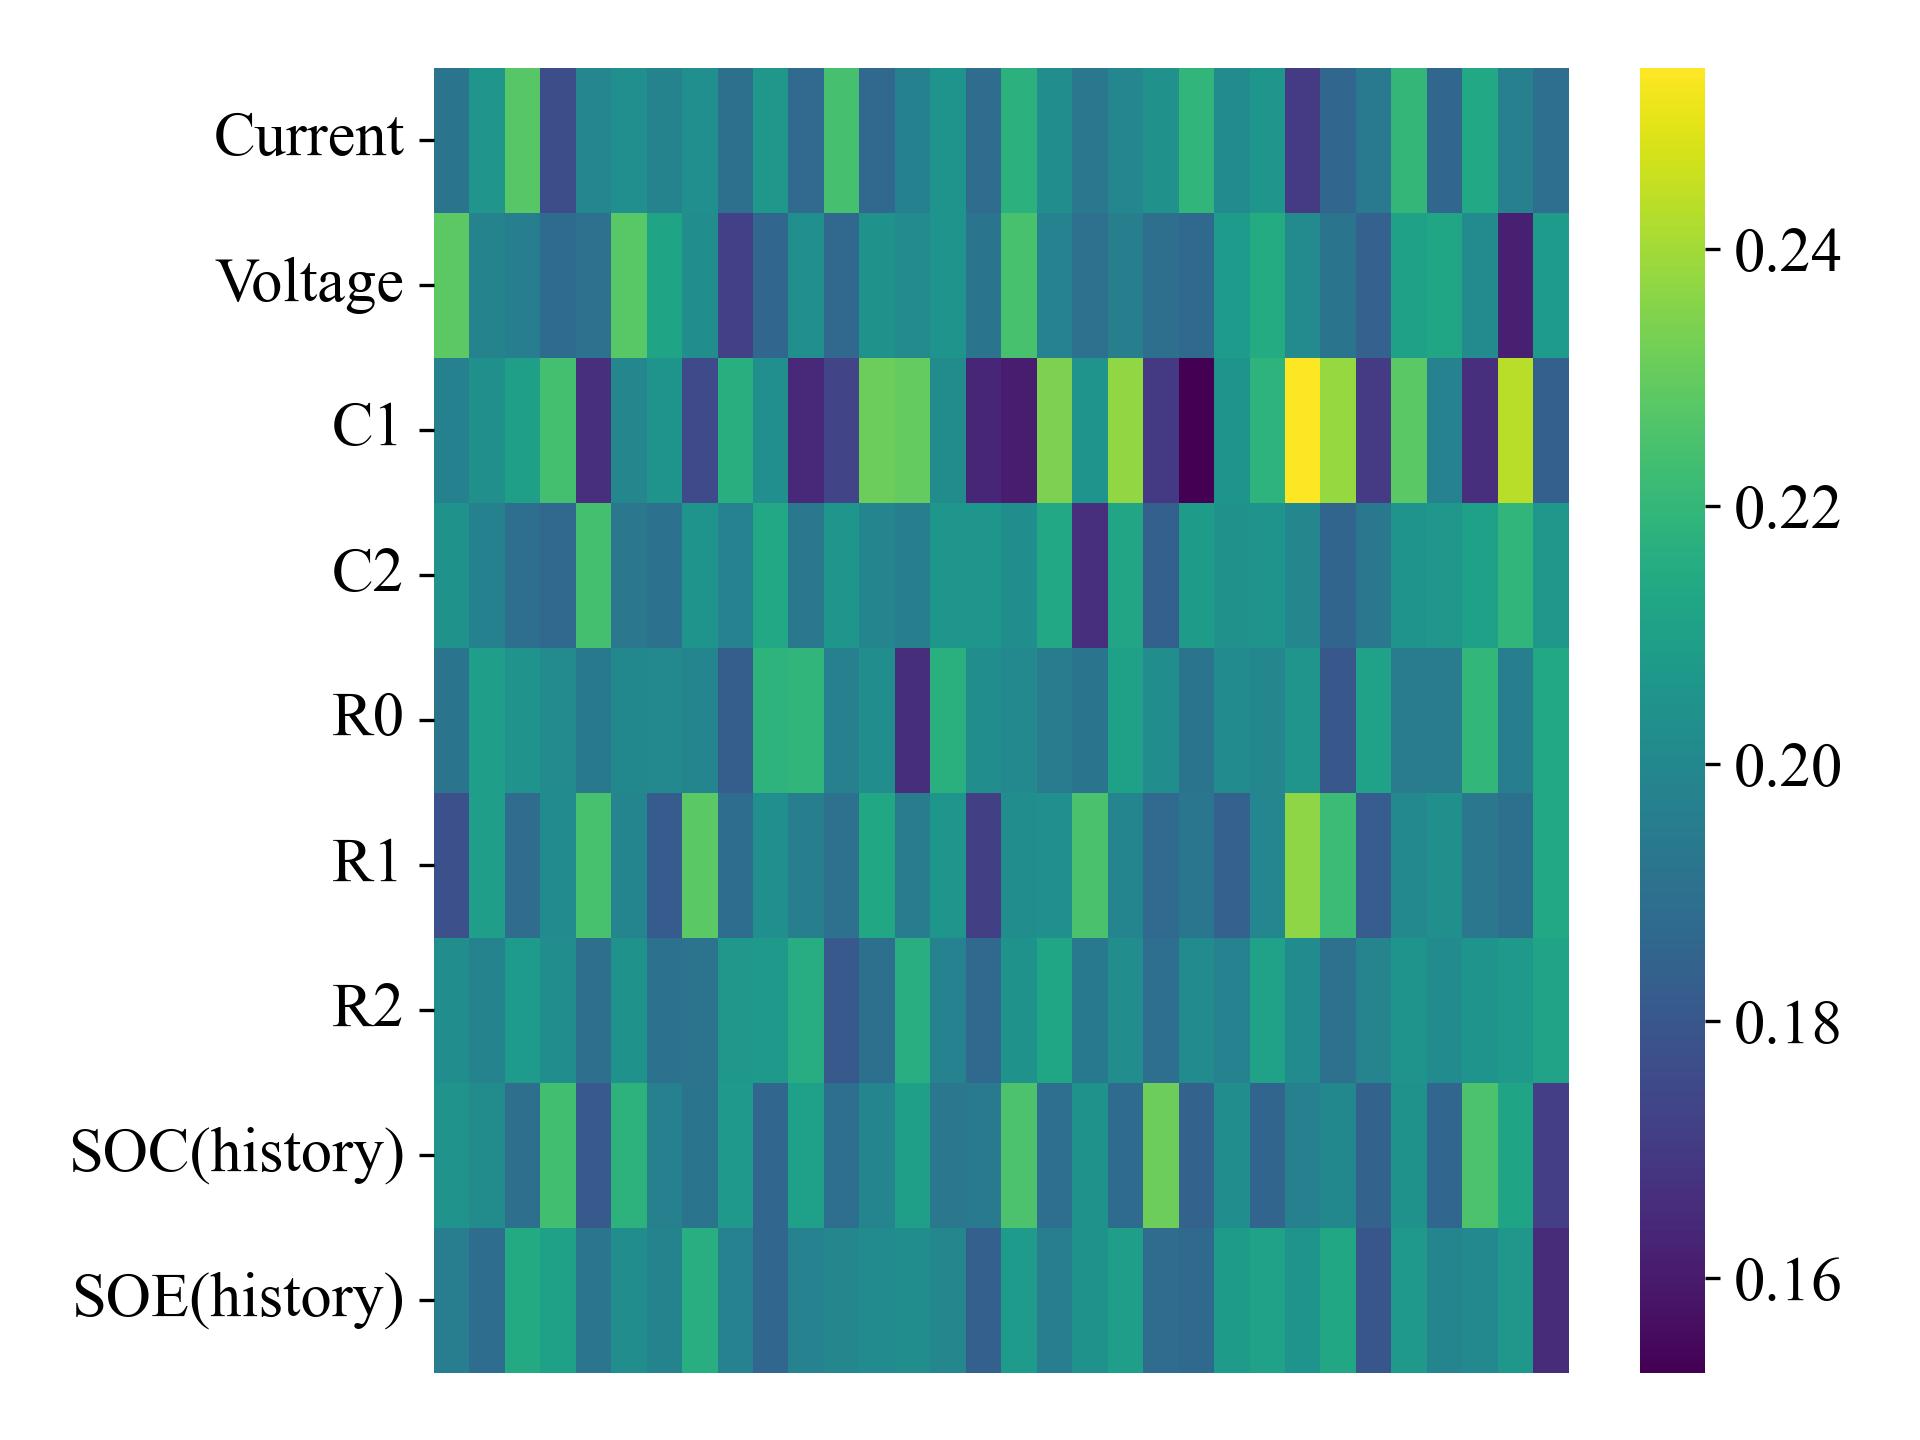 Current
Voltage
C1
C2
R0
R1
R2
SOC(history)
SOE(history)
0.24
0.22
0.20
0.18
0.16